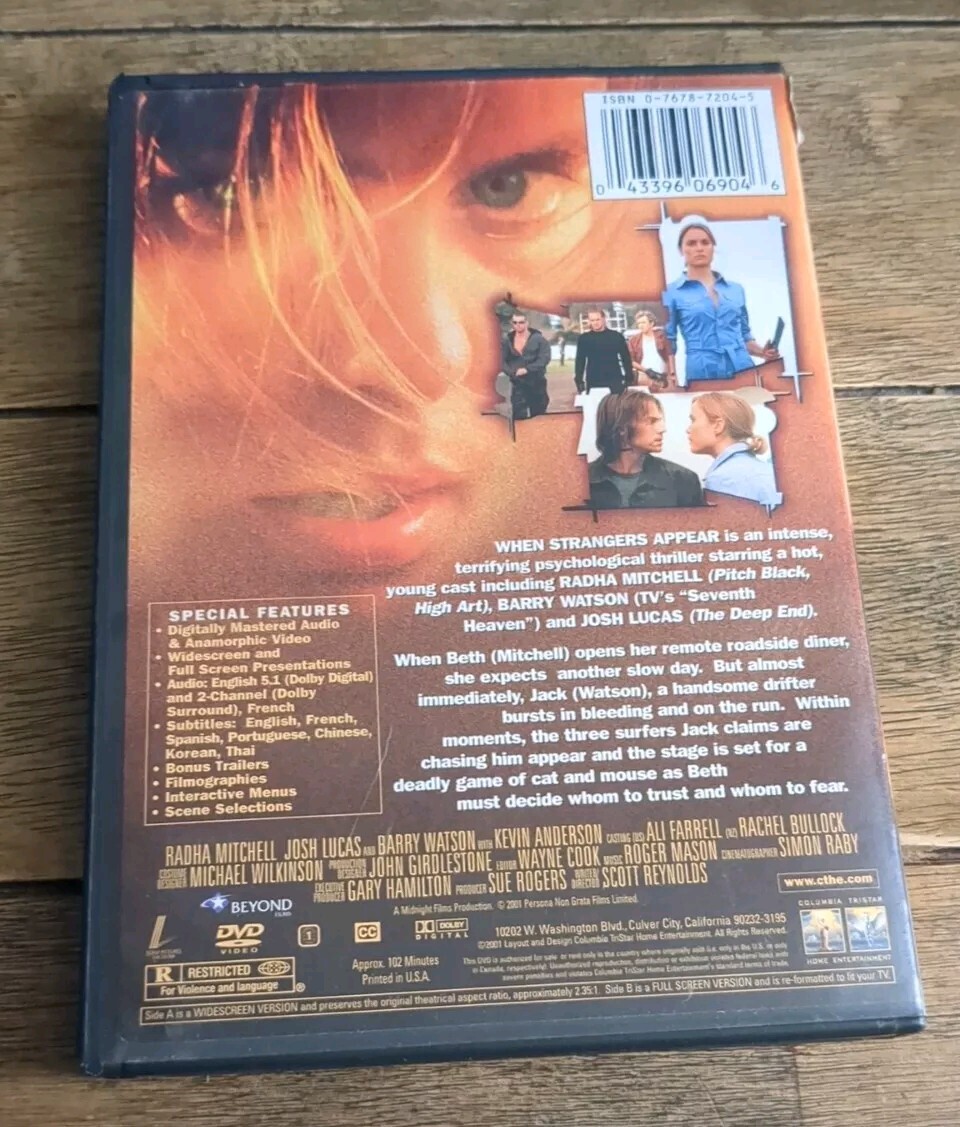 ISBN 0-7678-7204-5
0 43396 06904 6
WHEN STRANGERS APPEAR is an intense,
terrifying psychological thriller starring a hot,
young cast including RADHA MITCHELL (Pitch Black,
High Art), BARRY WATSON (TV's "Seventh
Heaven") and JOSH LUCAS (The Deep End).
When Beth (Mitchell) opens her remote roadside diner,
she expects another slow day. But almost
immediately, Jack (Watson), a handsome drifter
bursts in bleeding and on the run. Within
moments, the three surfers Jack claims are
chasing him appear and the stage is set for a
deadly game of cat and mouse as Beth
must decide whom to trust and whom to fear.
SPECIAL FEATURES
• Digitally Mastered Audio
& Anamorphic Video
• Widescreen and
Full Screen Presentations
• Audio: English 5.1 (Dolby Digital)
and 2-Channel (Dolby
Surround), French
• Subtitles: English, French,
Spanish, Portuguese, Chinese,
Korean, Thai
• Bonus Trailers
• Filmographies
• Interactive Menus
• Scene Selections
RADHA MITCHELL JOSH LUCAS AND BARRY WATSON WITH KEVIN ANDERSON CASTING (US) ALI FARRELL (NZ) RACHEL BULLOCK
COSTUME DESIGNER MICHAEL WILKINSON PRODUCTION DESIGNER JOHN GIRDLESTONE EDITOR WAYNE COOK MUSIC ROGER MASON CINEMATOGRAPHER SIMON RABY
EXECUTIVE PRODUCER GARY HAMILTON PRODUCER SUE ROGERS WRITER/DIRECTOR SCOTT REYNOLDS
A Midnight Films Production. © 2001 Persona Non Grata Films Limited.
www.cthe.com
BEYOND
FILMS
DVD
VIDEO
1
CC
DOLBY
DIGITAL
10202 W. Washington Blvd., Culver City, California 90232-3195
©2001 Layout and Design Columbia TriStar Home Entertainment. All Rights Reserved.
COLUMBIA TRISTAR
HOME ENTERTAINMENT
Approx. 102 Minutes
Printed in U.S.A.
R RESTRICTED
For Violence and language
®
Side A is a WIDESCREEN VERSION and preserves the original theatrical aspect ratio, approximately 2.35:1. Side B is a FULL SCREEN VERSION and is re-formatted to fit your TV.